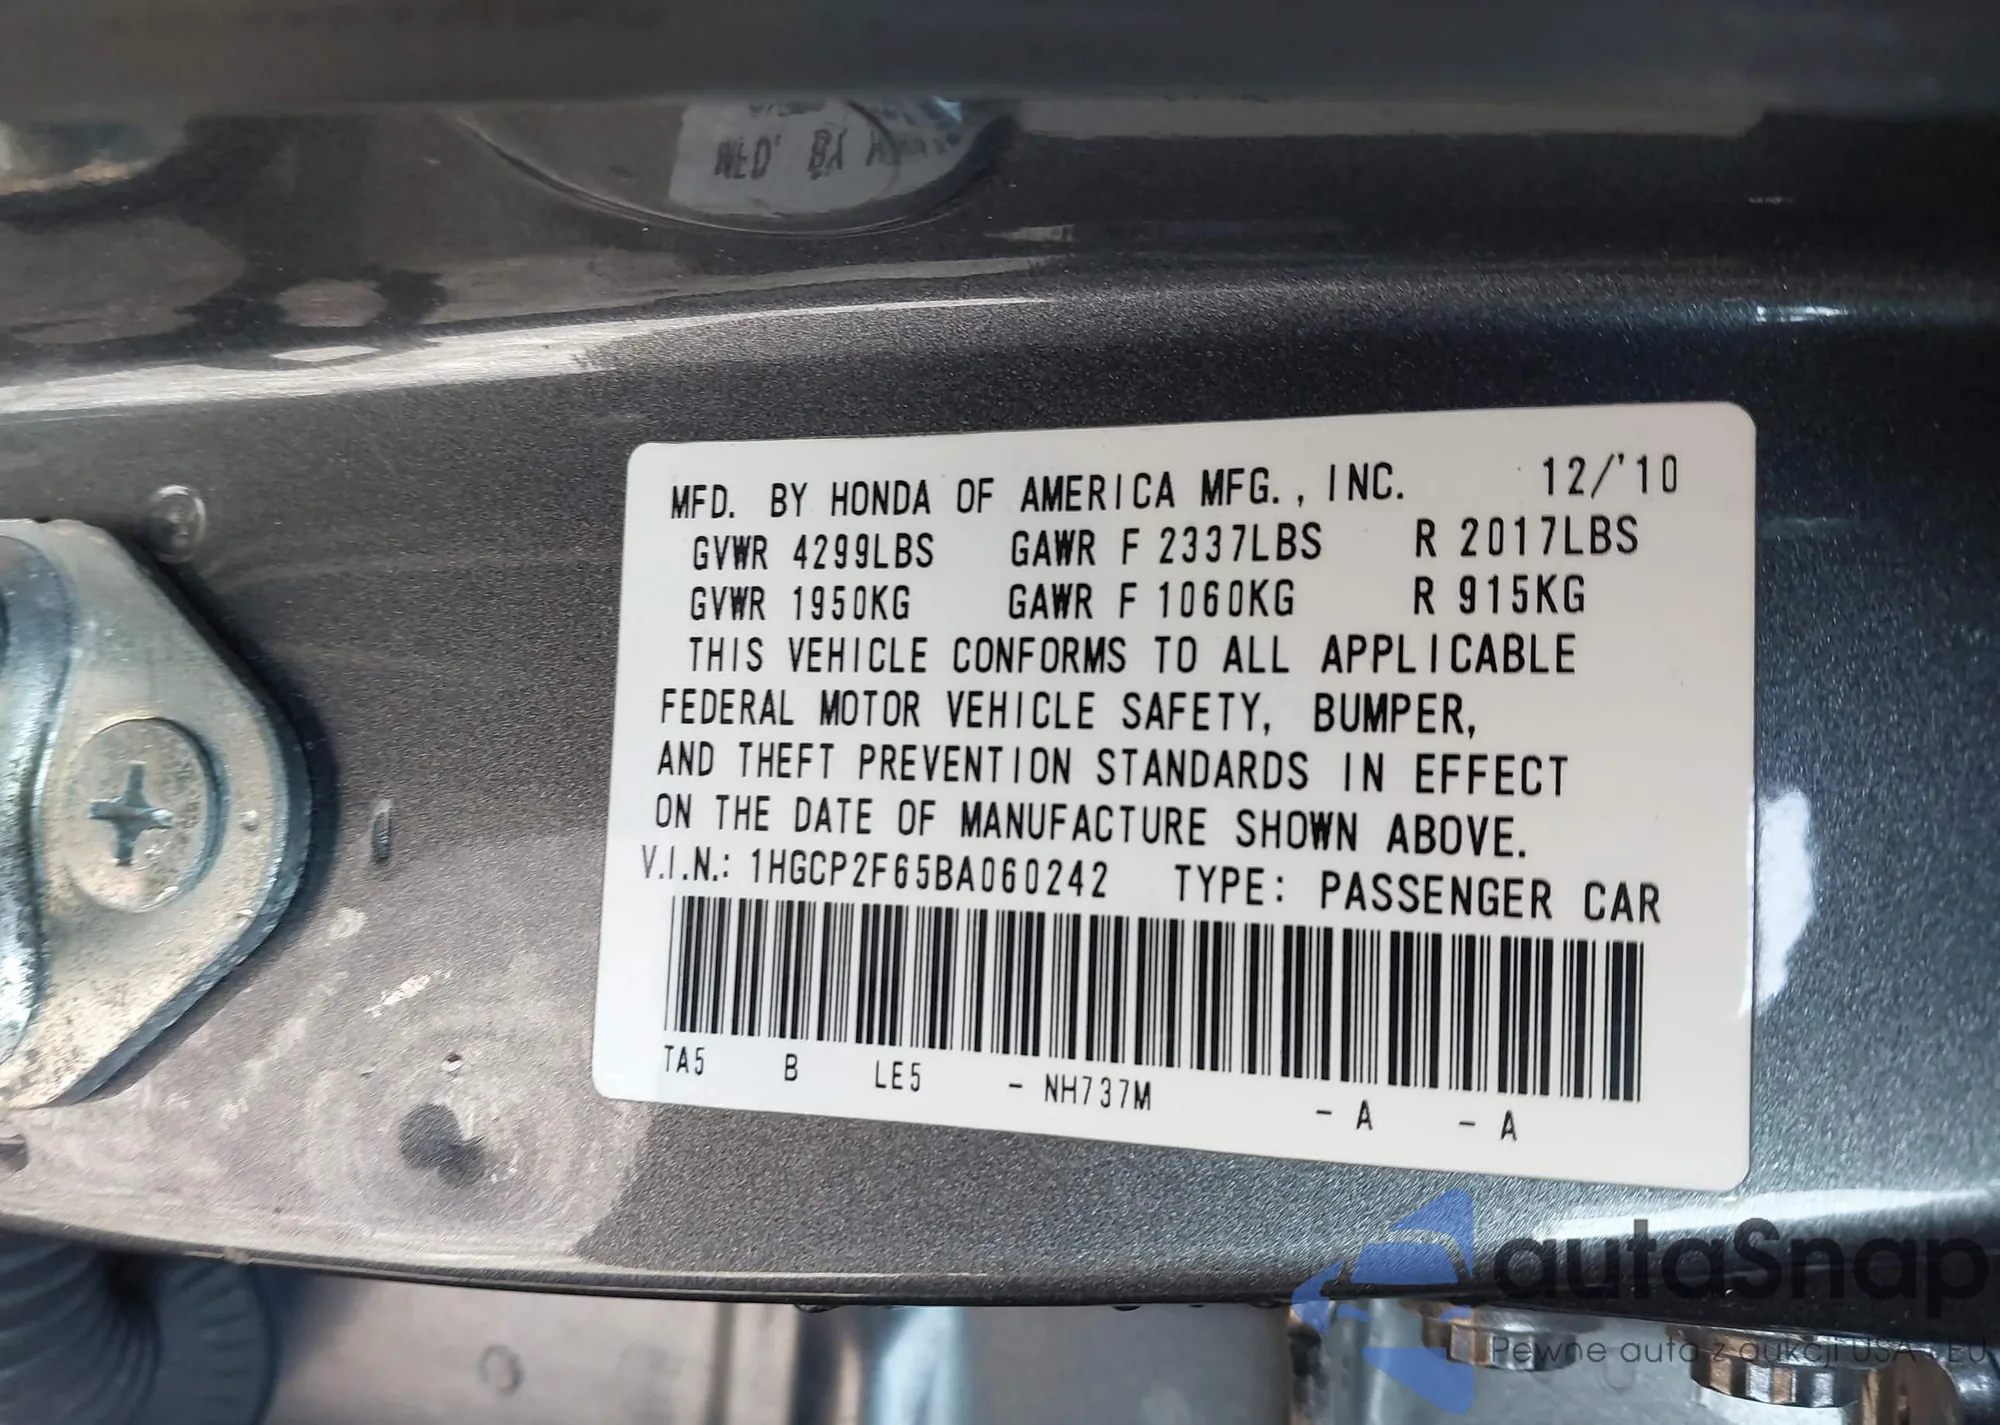 MFD. BY HONDA OF AMERICA MFG., INC. 12/'10
GVWR 4299LBS GAWR F 2337LBS R 2017LBS
GVWR 1950KG GAWR F 1060KG R 915KG
THIS VEHICLE CONFORMS TO ALL APPLICABLE
FEDERAL MOTOR VEHICLE SAFETY, BUMPER,
AND THEFT PREVENTION STANDARDS IN EFFECT
ON THE DATE OF MANUFACTURE SHOWN ABOVE.
V.I.N.: 1HGCP2F65BA060242 TYPE: PASSENGER CAR
TA5 B LE5 - NH737M - A - A
autaSnap
Pewne auta z aukcji USA i EU